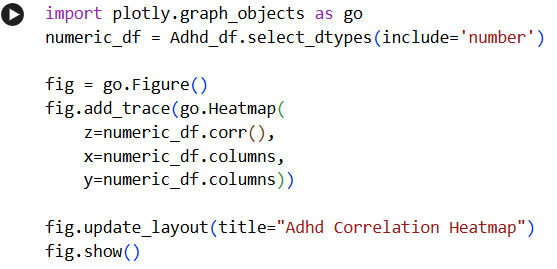 import plotly.graph_objects as go
numeric_df = Adhd_df.select_dtypes(include='number')

fig = go.Figure()
fig.add_trace(go.Heatmap(
    z=numeric_df.corr(),
    x=numeric_df.columns,
    y=numeric_df.columns))

fig.update_layout(title="Adhd Correlation Heatmap")
fig.show()